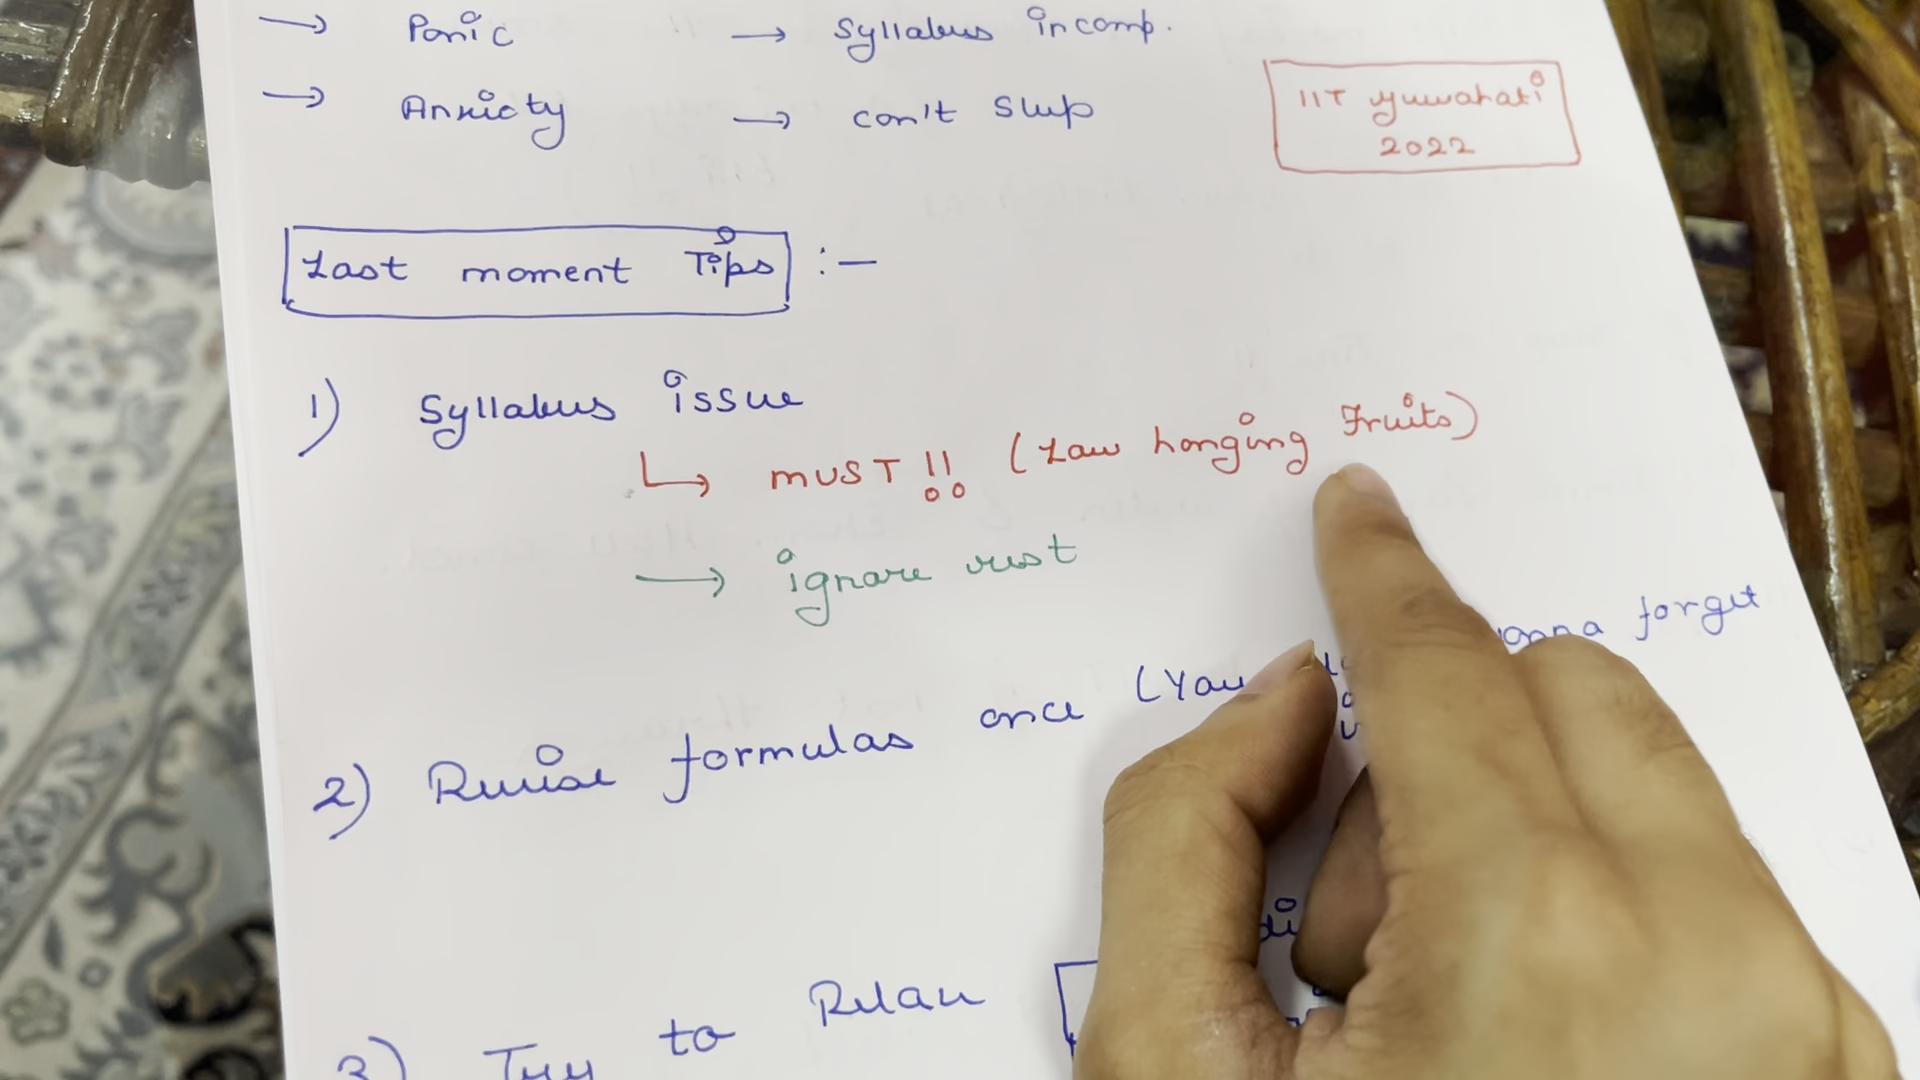 → Panic → Syllabus incomp.
→ Anxiety → can't sleep
IIT Guwahati
2022
Last moment Tips :-
1) Syllabus issue
↳ MUST !! (Low hanging Fruits)
→ ignore rest
2) Revise formulas once (You gonna forget
3) Try to Relax